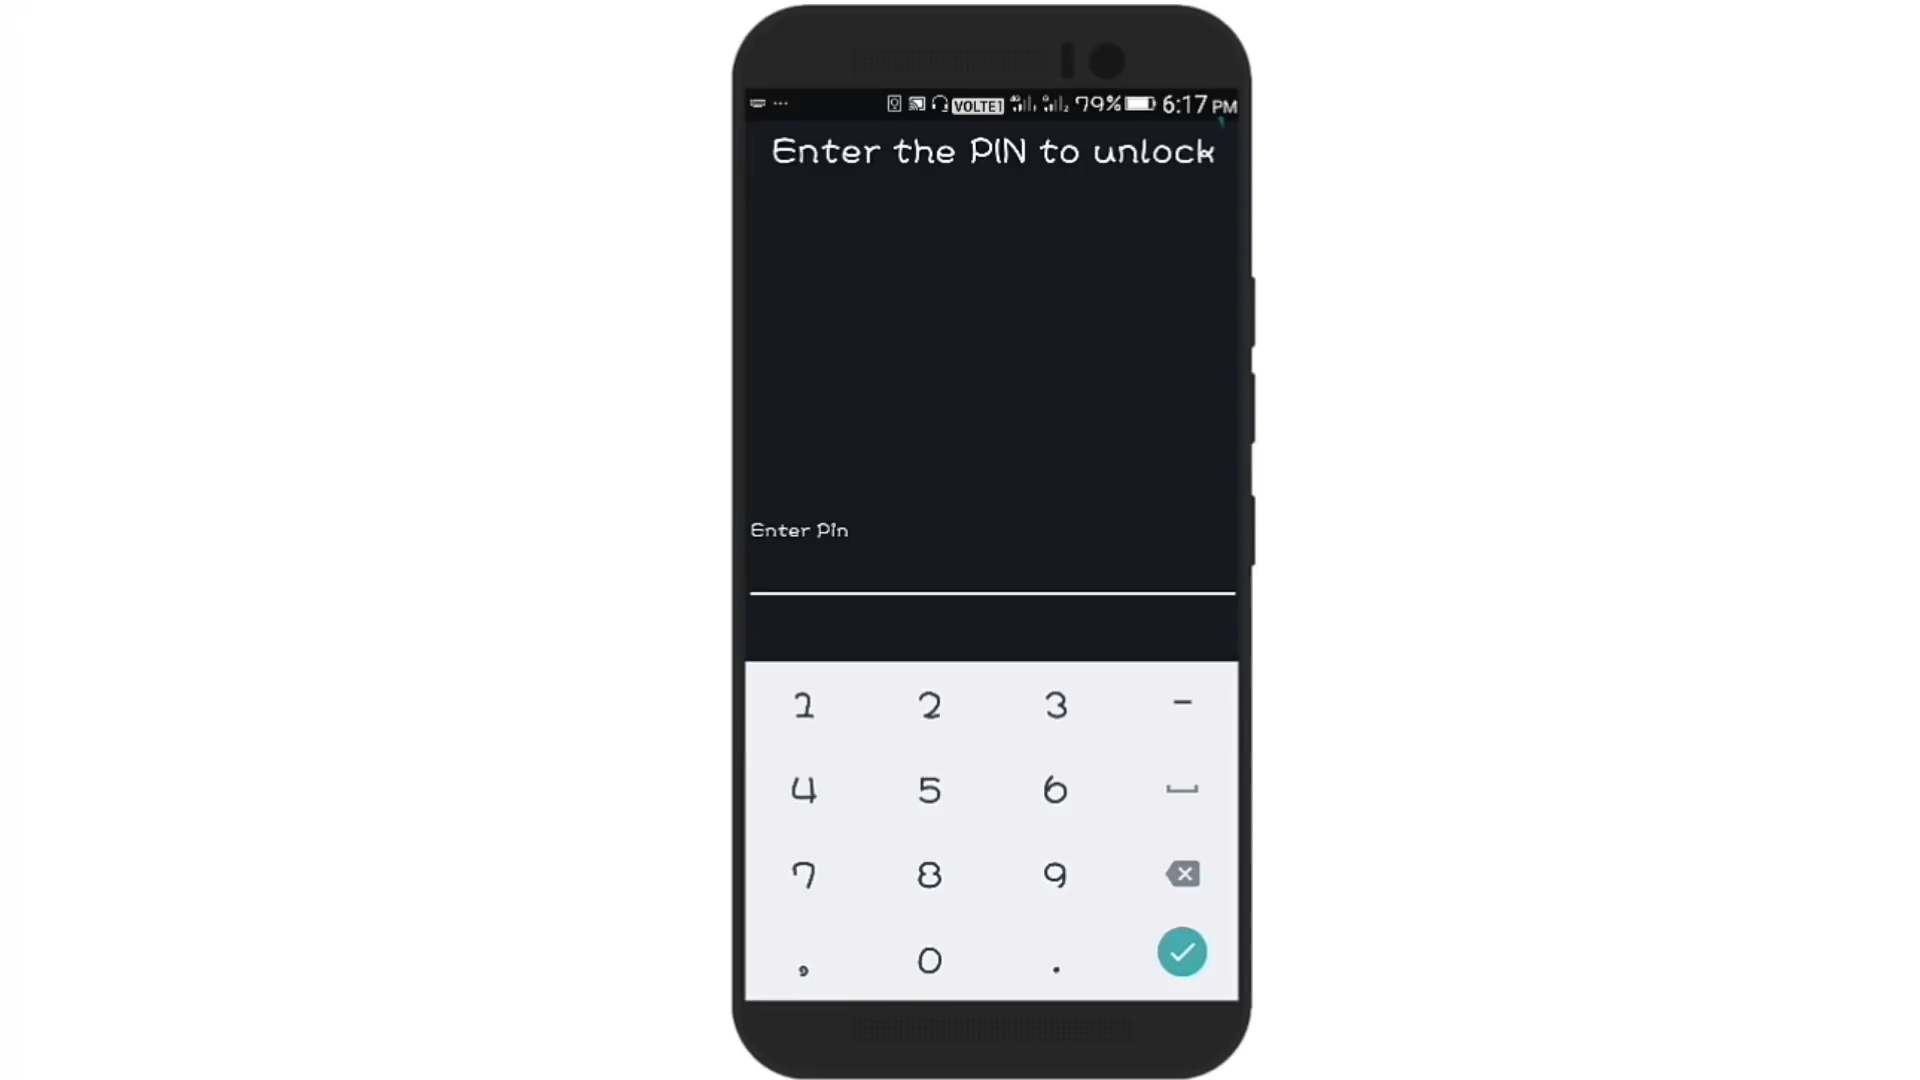 VOLTE1 79% 6:17 PM
Enter the PIN to unlock
Enter Pin
1 2 3 -
4 5 6
7 8 9
, 0 .